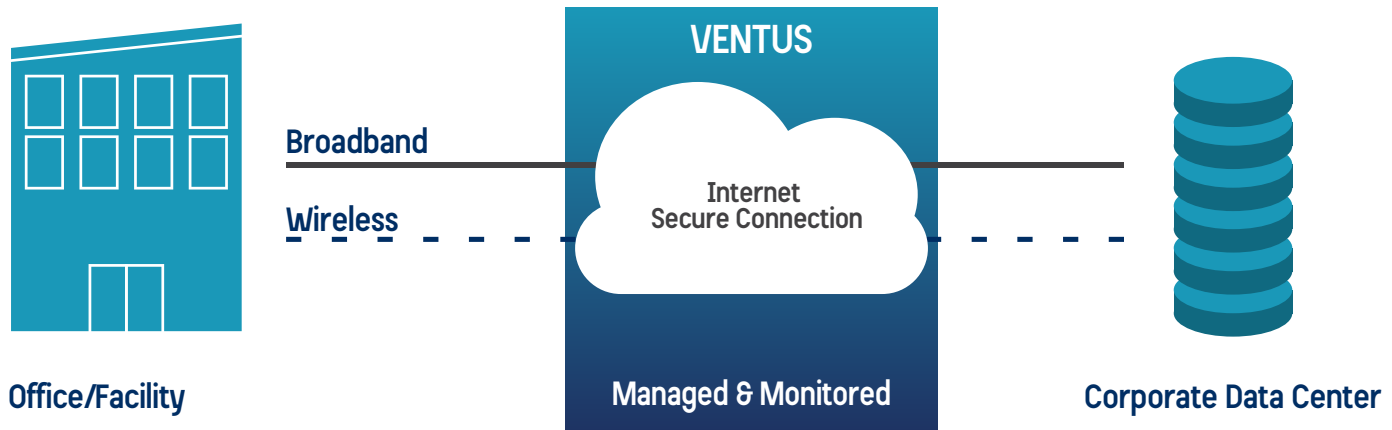 VENTUS
Broadband
Internet
Secure Connection
Wireless
Office/Facility
Managed & Monitored
Corporate Data Center